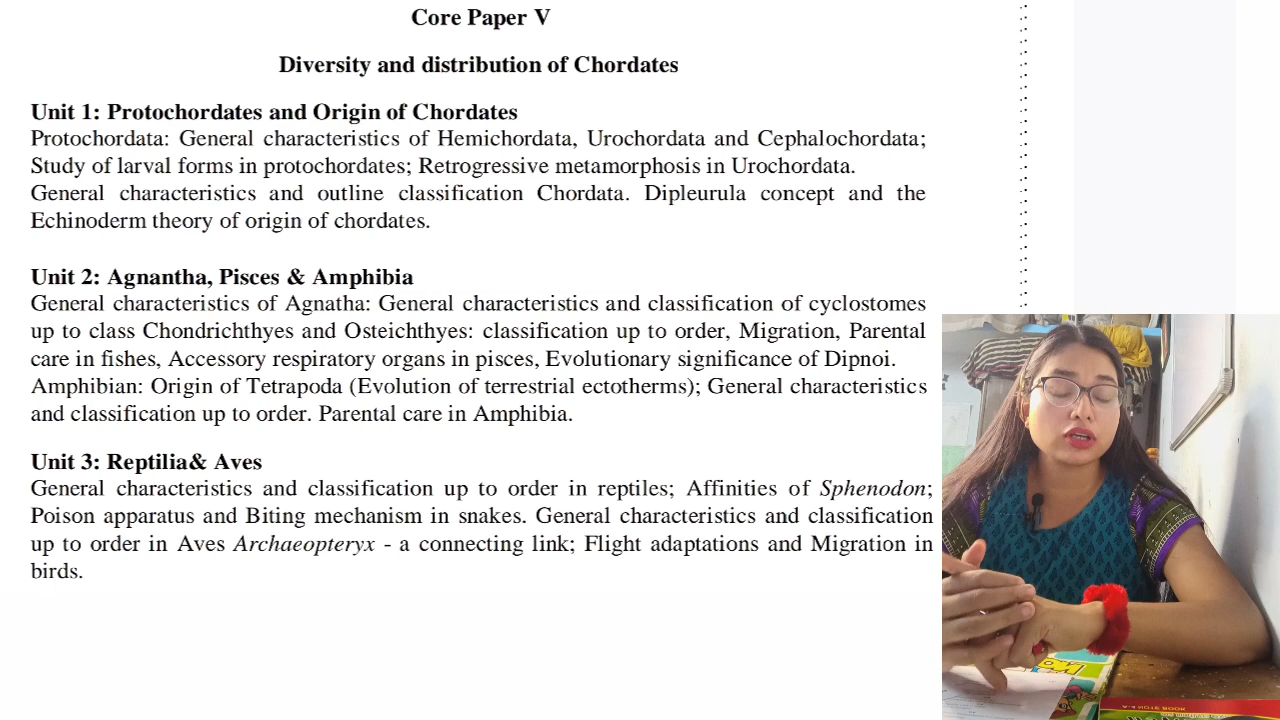 Core Paper V
Diversity and distribution of Chordates
Unit 1: Protochordates and Origin of Chordates
Protochordata: General characteristics of Hemichordata, Urochordata and Cephalochordata;
Study of larval forms in protochordates; Retrogressive metamorphosis in Urochordata.
General characteristics and outline classification Chordata. Dipleurula concept and the
Echinoderm theory of origin of chordates.
Unit 2: Agnantha, Pisces & Amphibia
General characteristics of Agnatha: General characteristics and classification of cyclostomes
up to class Chondrichthyes and Osteichthyes: classification up to order, Migration, Parental
care in fishes, Accessory respiratory organs in pisces, Evolutionary significance of Dipnoi.
Amphibian: Origin of Tetrapoda (Evolution of terrestrial ectotherms); General characteristics
and classification up to order. Parental care in Amphibia.
Unit 3: Reptilia& Aves
General characteristics and classification up to order in reptiles; Affinities of Sphenodon;
Poison apparatus and Biting mechanism in snakes. General characteristics and classification
up to order in Aves Archaeopteryx - a connecting link; Flight adaptations and Migration in
birds.